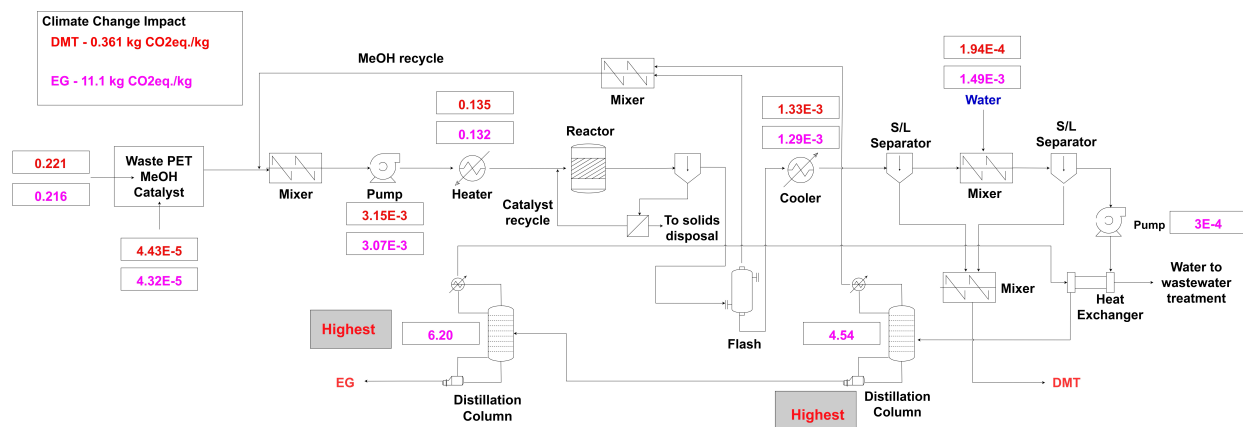 Climate Change Impact
DMT - 0.361 kg CO2eq./kg
EG - 11.1 kg CO2eq./kg
MeOH recycle
Mixer
1.94E-4
1.49E-3
Water
0.135
0.132
Reactor
1.33E-3
1.29E-3
S/L
Separator
S/L
Separator
0.221
0.216
Waste PET
MeOH
Catalyst
Mixer
Pump
Heater
Cooler
Mixer
3.15E-3
3.07E-3
Catalyst
recycle
To solids
disposal
Pump
3E-4
4.43E-5
4.32E-5
Mixer
Heat
Exchanger
Water to
wastewater
treatment
Highest
6.20
Flash
4.54
EG
Distillation
Column
Highest
Distillation
Column
DMT